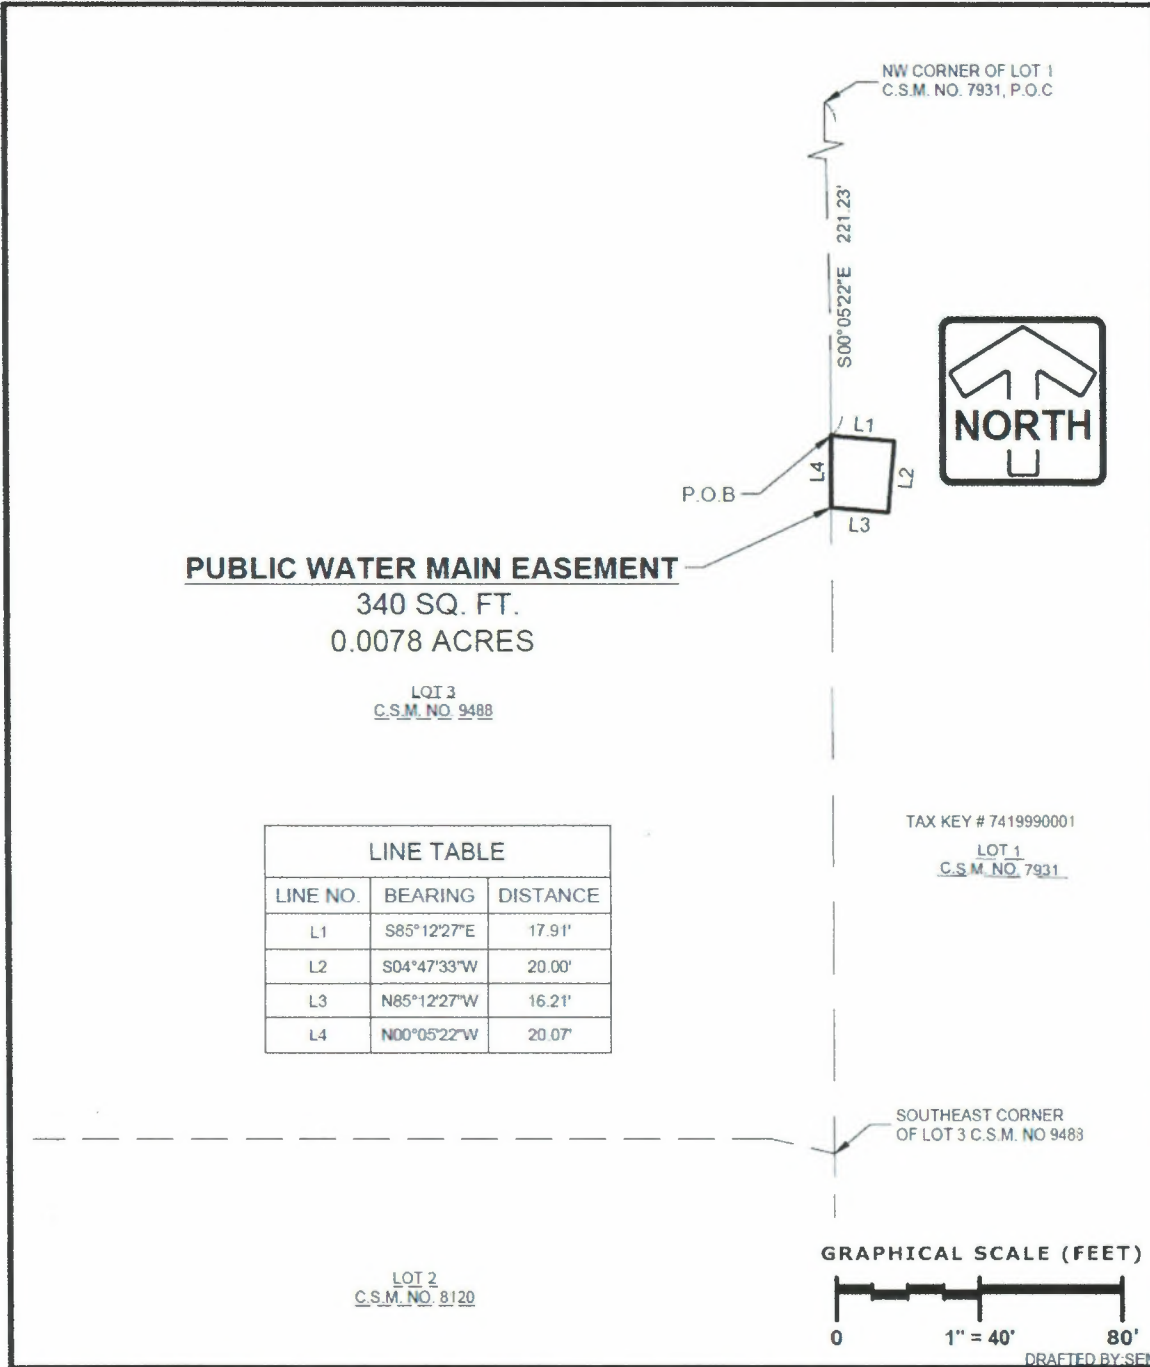 NW CORNER OF LOT 1
C.S.M. NO. 7931, P.O.C
S00°05'22"E 221.23'
NORTH
L1
L2
L3
L4
P.O.B
PUBLIC WATER MAIN EASEMENT
340 SQ. FT.
0.0078 ACRES
LOT 3
C.S.M. NO. 9488
TAX KEY # 7419990001
LOT 1
C.S.M. NO. 7931
LINE TABLE
LINE NO. BEARING DISTANCE
L1 S85°12'27"E 17.91'
L2 S04°47'33"W 20.00'
L3 N85°12'27"W 16.21'
L4 N00°05'22"W 20.07'
SOUTHEAST CORNER
OF LOT 3 C.S.M. NO 9488
LOT 2
C.S.M. NO. 8120
GRAPHICAL SCALE (FEET)
0 1" = 40' 80'
DRAFTED BY: